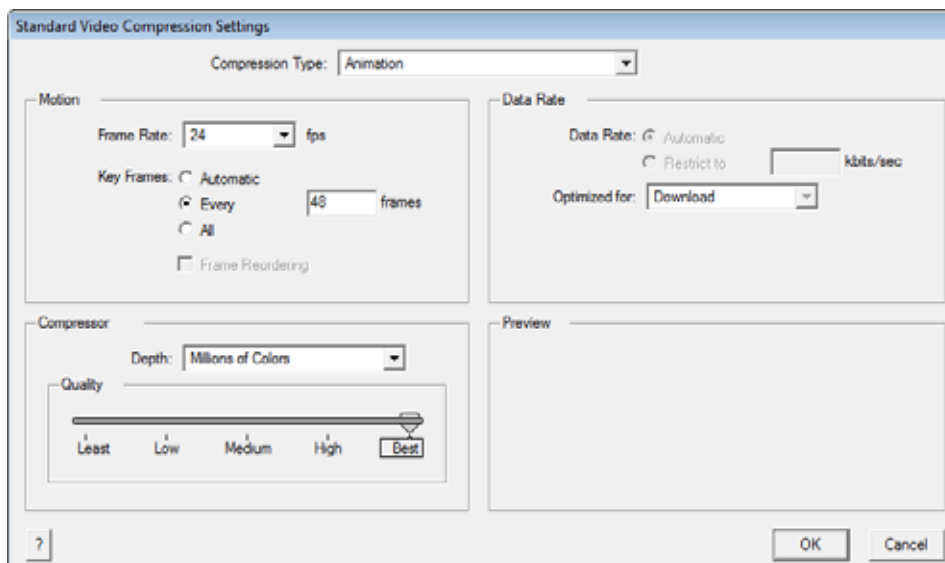 Standard Video Compression Settings
Compression Type: Animation
Motion
Frame Rate: 24 fps
Key Frames: Automatic
Every 48 frames
All
Frame Reordering
Data Rate
Data Rate: Automatic
Restrict to kbits/sec
Optimized for: Download
Compressor
Depth: Millions of Colors
Quality
Least Low Medium High Best
Preview
? OK Cancel